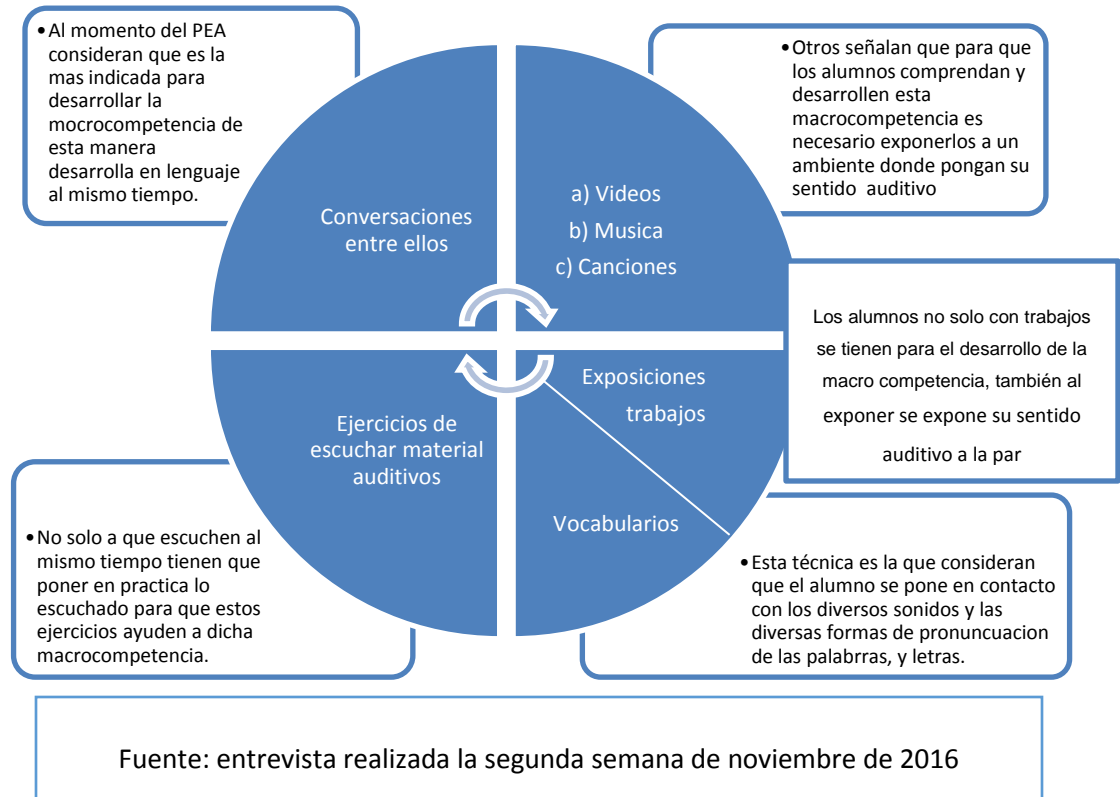 •Al momento del PEA
consideran que es la
mas indicada para
desarrollar la
mocrocompetencia de
esta manera
desarrolla en lenguaje
al mismo tiempo.
Conversaciones
entre ellos
a) Videos
b) Musica
c) Canciones
•Otros señalan que para que
los alumnos comprendan y
desarrollen esta
macrocompetencia es
necesario exponerlos a un
ambiente donde pongan su
sentido auditivo
Los alumnos no solo con trabajos
se tienen para el desarrollo de la
macro competencia, también al
exponer se expone su sentido
auditivo a la par
Exposiciones
trabajos
Ejercicios de
escuchar material
auditivos
Vocabularios
•No solo a que escuchen al
mismo tiempo tienen que
poner en practica lo
escuchado para que estos
ejercicios ayuden a dicha
macrocompetencia.
•Esta técnica es la que consideran
que el alumno se pone en contacto
con los diversos sonidos y las
diversas formas de pronuncuacion
de las palabrras, y letras.
Fuente: entrevista realizada la segunda semana de noviembre de 2016